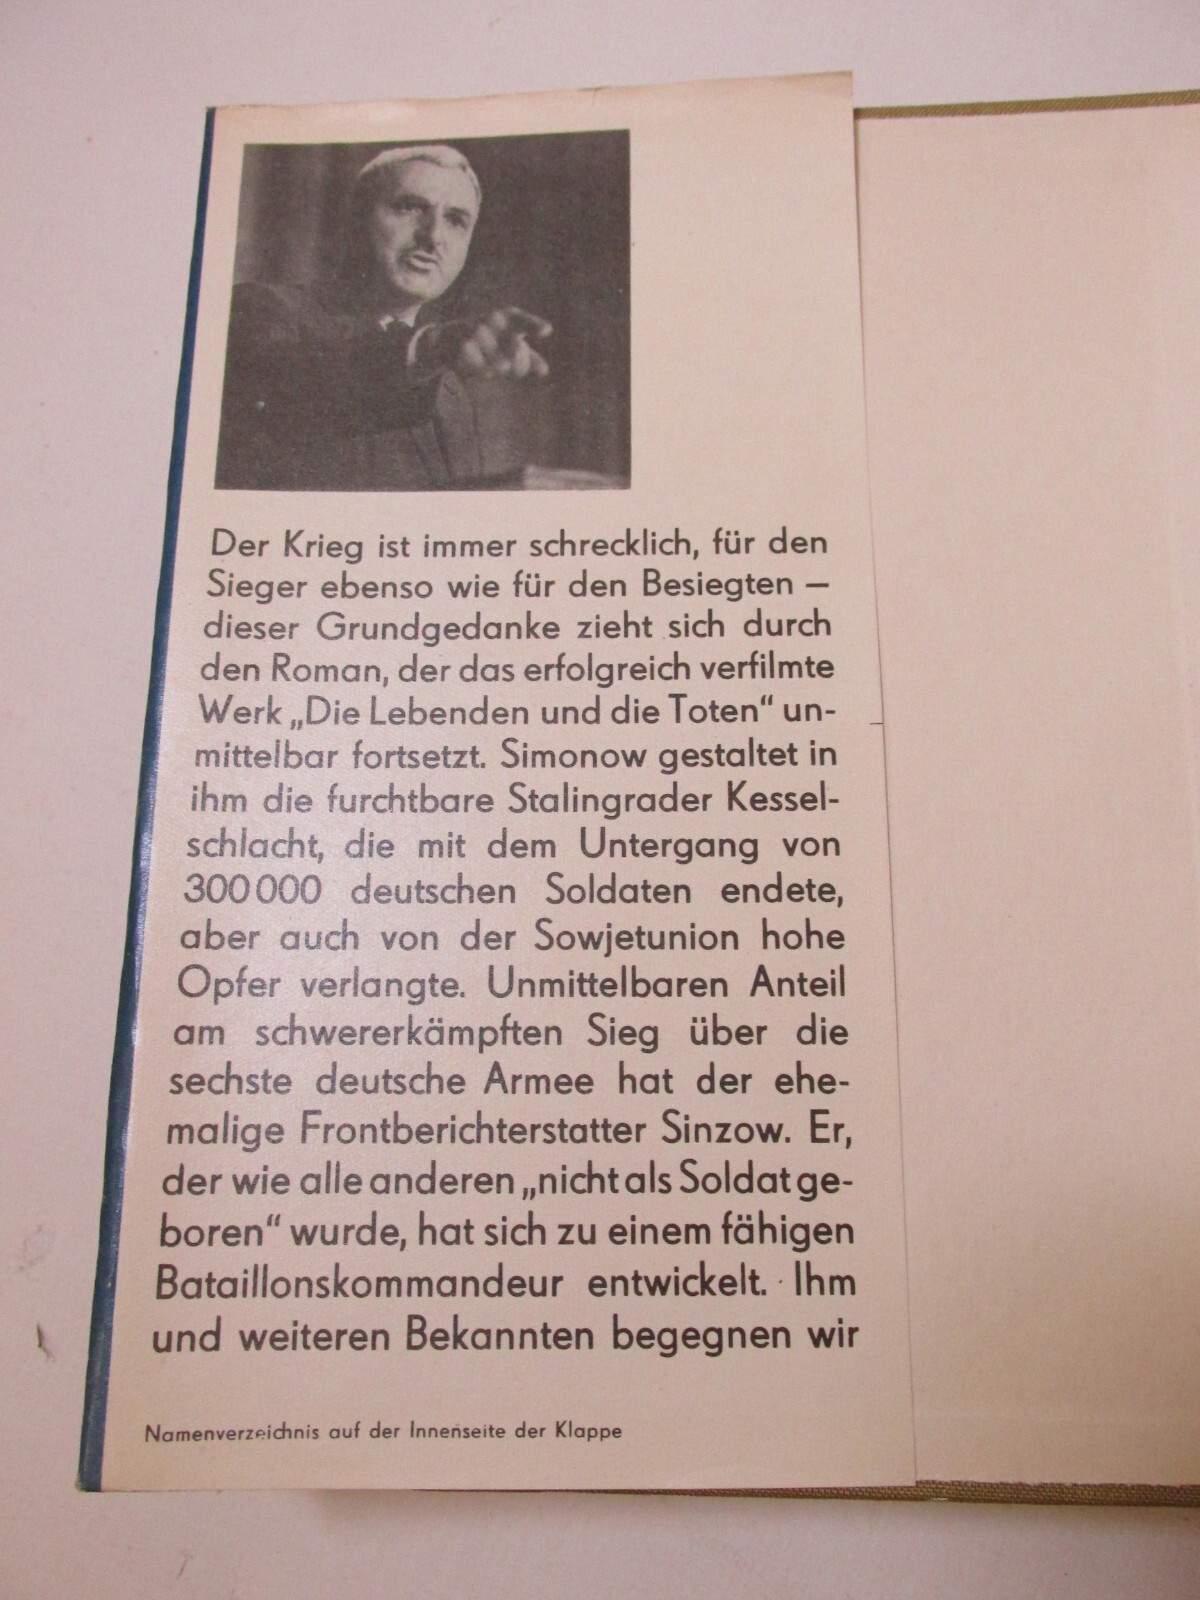 Der Krieg ist immer schrecklich, für den
Sieger ebenso wie für den Besiegten —
dieser Grundgedanke zieht sich durch
den Roman, der das erfolgreich verfilmte
Werk „Die Lebenden und die Toten“ un-
mittelbar fortsetzt. Simonow gestaltet in
ihm die furchtbare Stalingrader Kessel-
schlacht, die mit dem Untergang von
300 000 deutschen Soldaten endete,
aber auch von der Sowjetunion hohe
Opfer verlangte. Unmittelbaren Anteil
am schwererkämpften Sieg über die
sechste deutsche Armee hat der ehe-
malige Frontberichterstatter Sinzow. Er,
der wie alle anderen „nicht als Soldat ge-
boren“ wurde, hat sich zu einem fähigen
Bataillonskommandeur entwickelt. Ihm
und weiteren Bekannten begegnen wir
Namenverzeichnis auf der Innenseite der Klappe